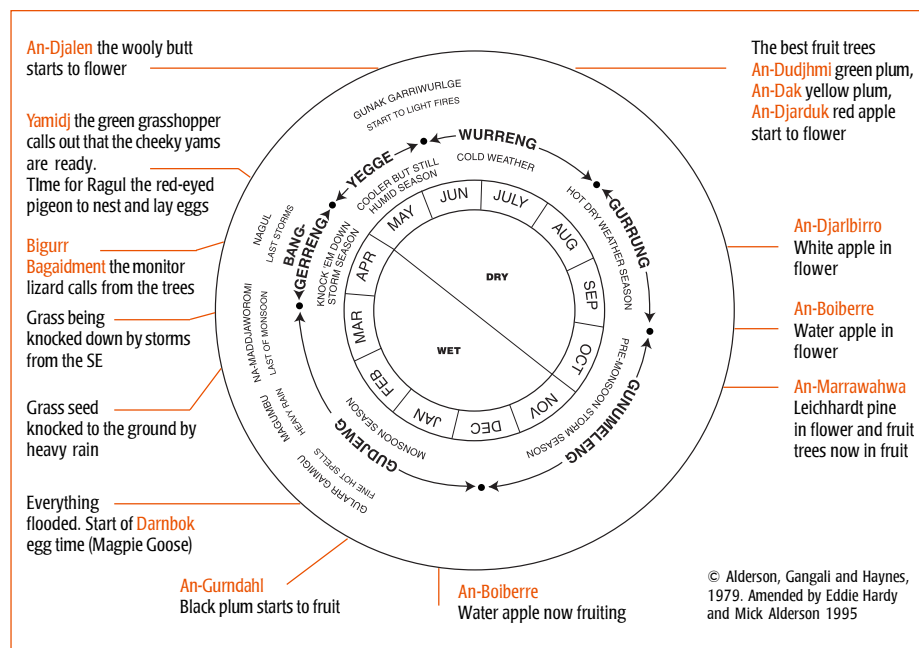 An-Djalen the wooly butt
starts to flower
The best fruit trees
An-Dudjhmi green plum,
An-Dak yellow plum,
An-Djarduk red apple
start to flower
Yamidj the green grasshopper
calls out that the cheeky yams
are ready.
TIme for Ragul the red-eyed
pigeon to nest and lay eggs
Bigurr
Bagaidment the monitor
lizard calls from the trees
Grass being
knocked down by storms
from the SE
Grass seed
knocked to the ground by
heavy rain
Everything
flooded. Start of Darnbok
egg time (Magpie Goose)
An-Gurndahl
Black plum starts to fruit
An-Boiberre
Water apple now fruiting
An-Djarlbirro
White apple in
flower
An-Boiberre
Water apple in
flower
An-Marrawahwa
Leichhardt pine
in flower and fruit
trees now in fruit
GUNAK GARRIWURLGE
START TO LIGHT FIRES
NAGUL
LAST STORMS
NA-MADDJAWOROMI
LAST OF MONSOON
MAGUMBU
HEAVY RAIN
GULARR GAIMIGU
FINE HOT SPELLS
WURRENG
COLD WEATHER
GURRUNG
HOT DRY WEATHER SEASON
GUNUMELENG
PRE-MONSOON STORM SEASON
GUDJEWG
MONSOON SEASON
BANG-
GERRENG
KNOCK 'EM DOWN
STORM SEASON
YEGGE
COOLER BUT STILL
HUMID SEASON
JAN
FEB
MAR
APR
MAY
JUN
JULY
AUG
SEP
OCT
NOV
DEC
DRY
WET
© Alderson, Gangali and Haynes,
1979. Amended by Eddie Hardy
and Mick Alderson 1995